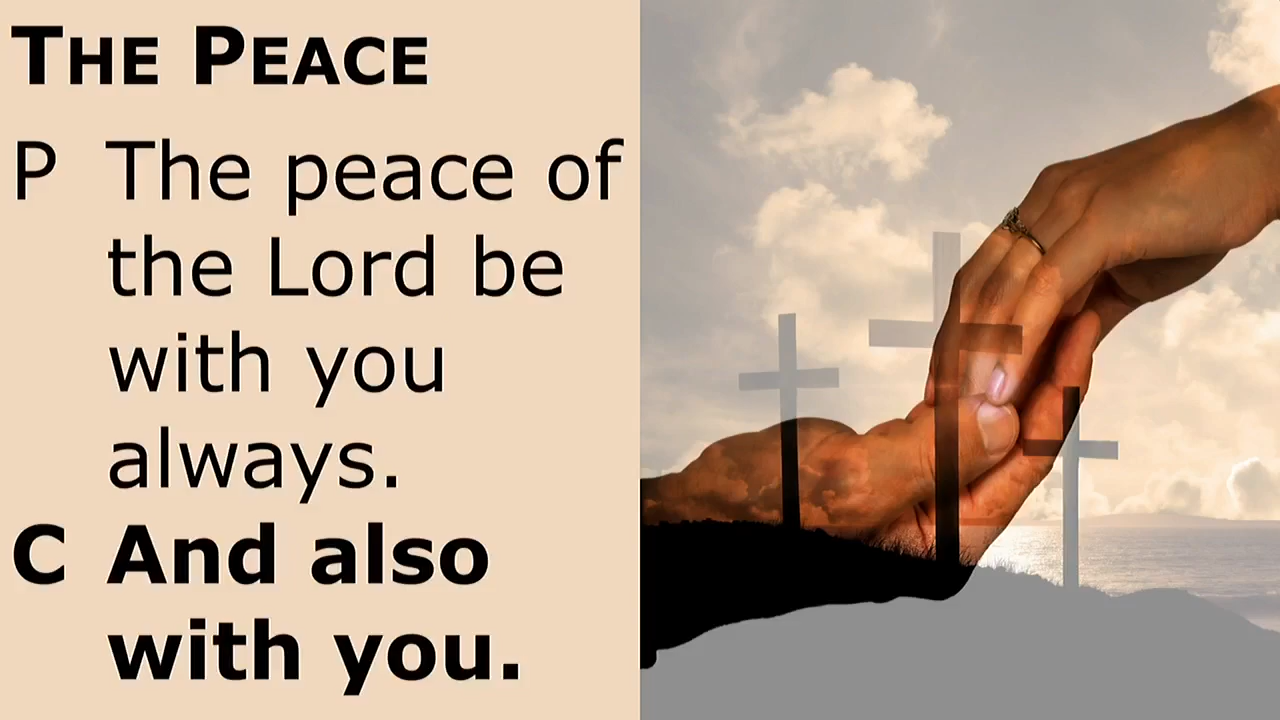 THE PEACE
P The peace of
the Lord be
with you
always.
C And also
with you.